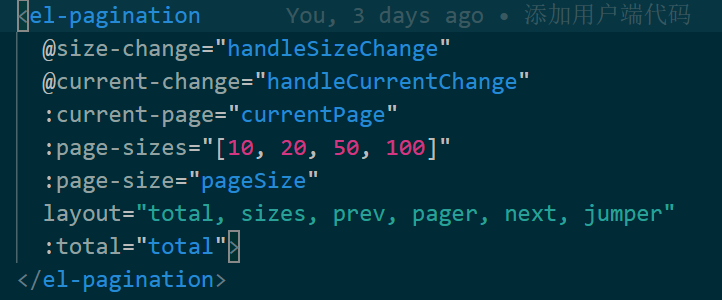 <el-pagination You, 3 days ago • 添加用户端代码
@size-change="handleSizeChange"
@current-change="handleCurrentChange"
:current-page="currentPage"
:page-sizes="[10, 20, 50, 100]"
:page-size="pageSize"
layout="total, sizes, prev, pager, next, jumper"
:total="total">
</el-pagination>